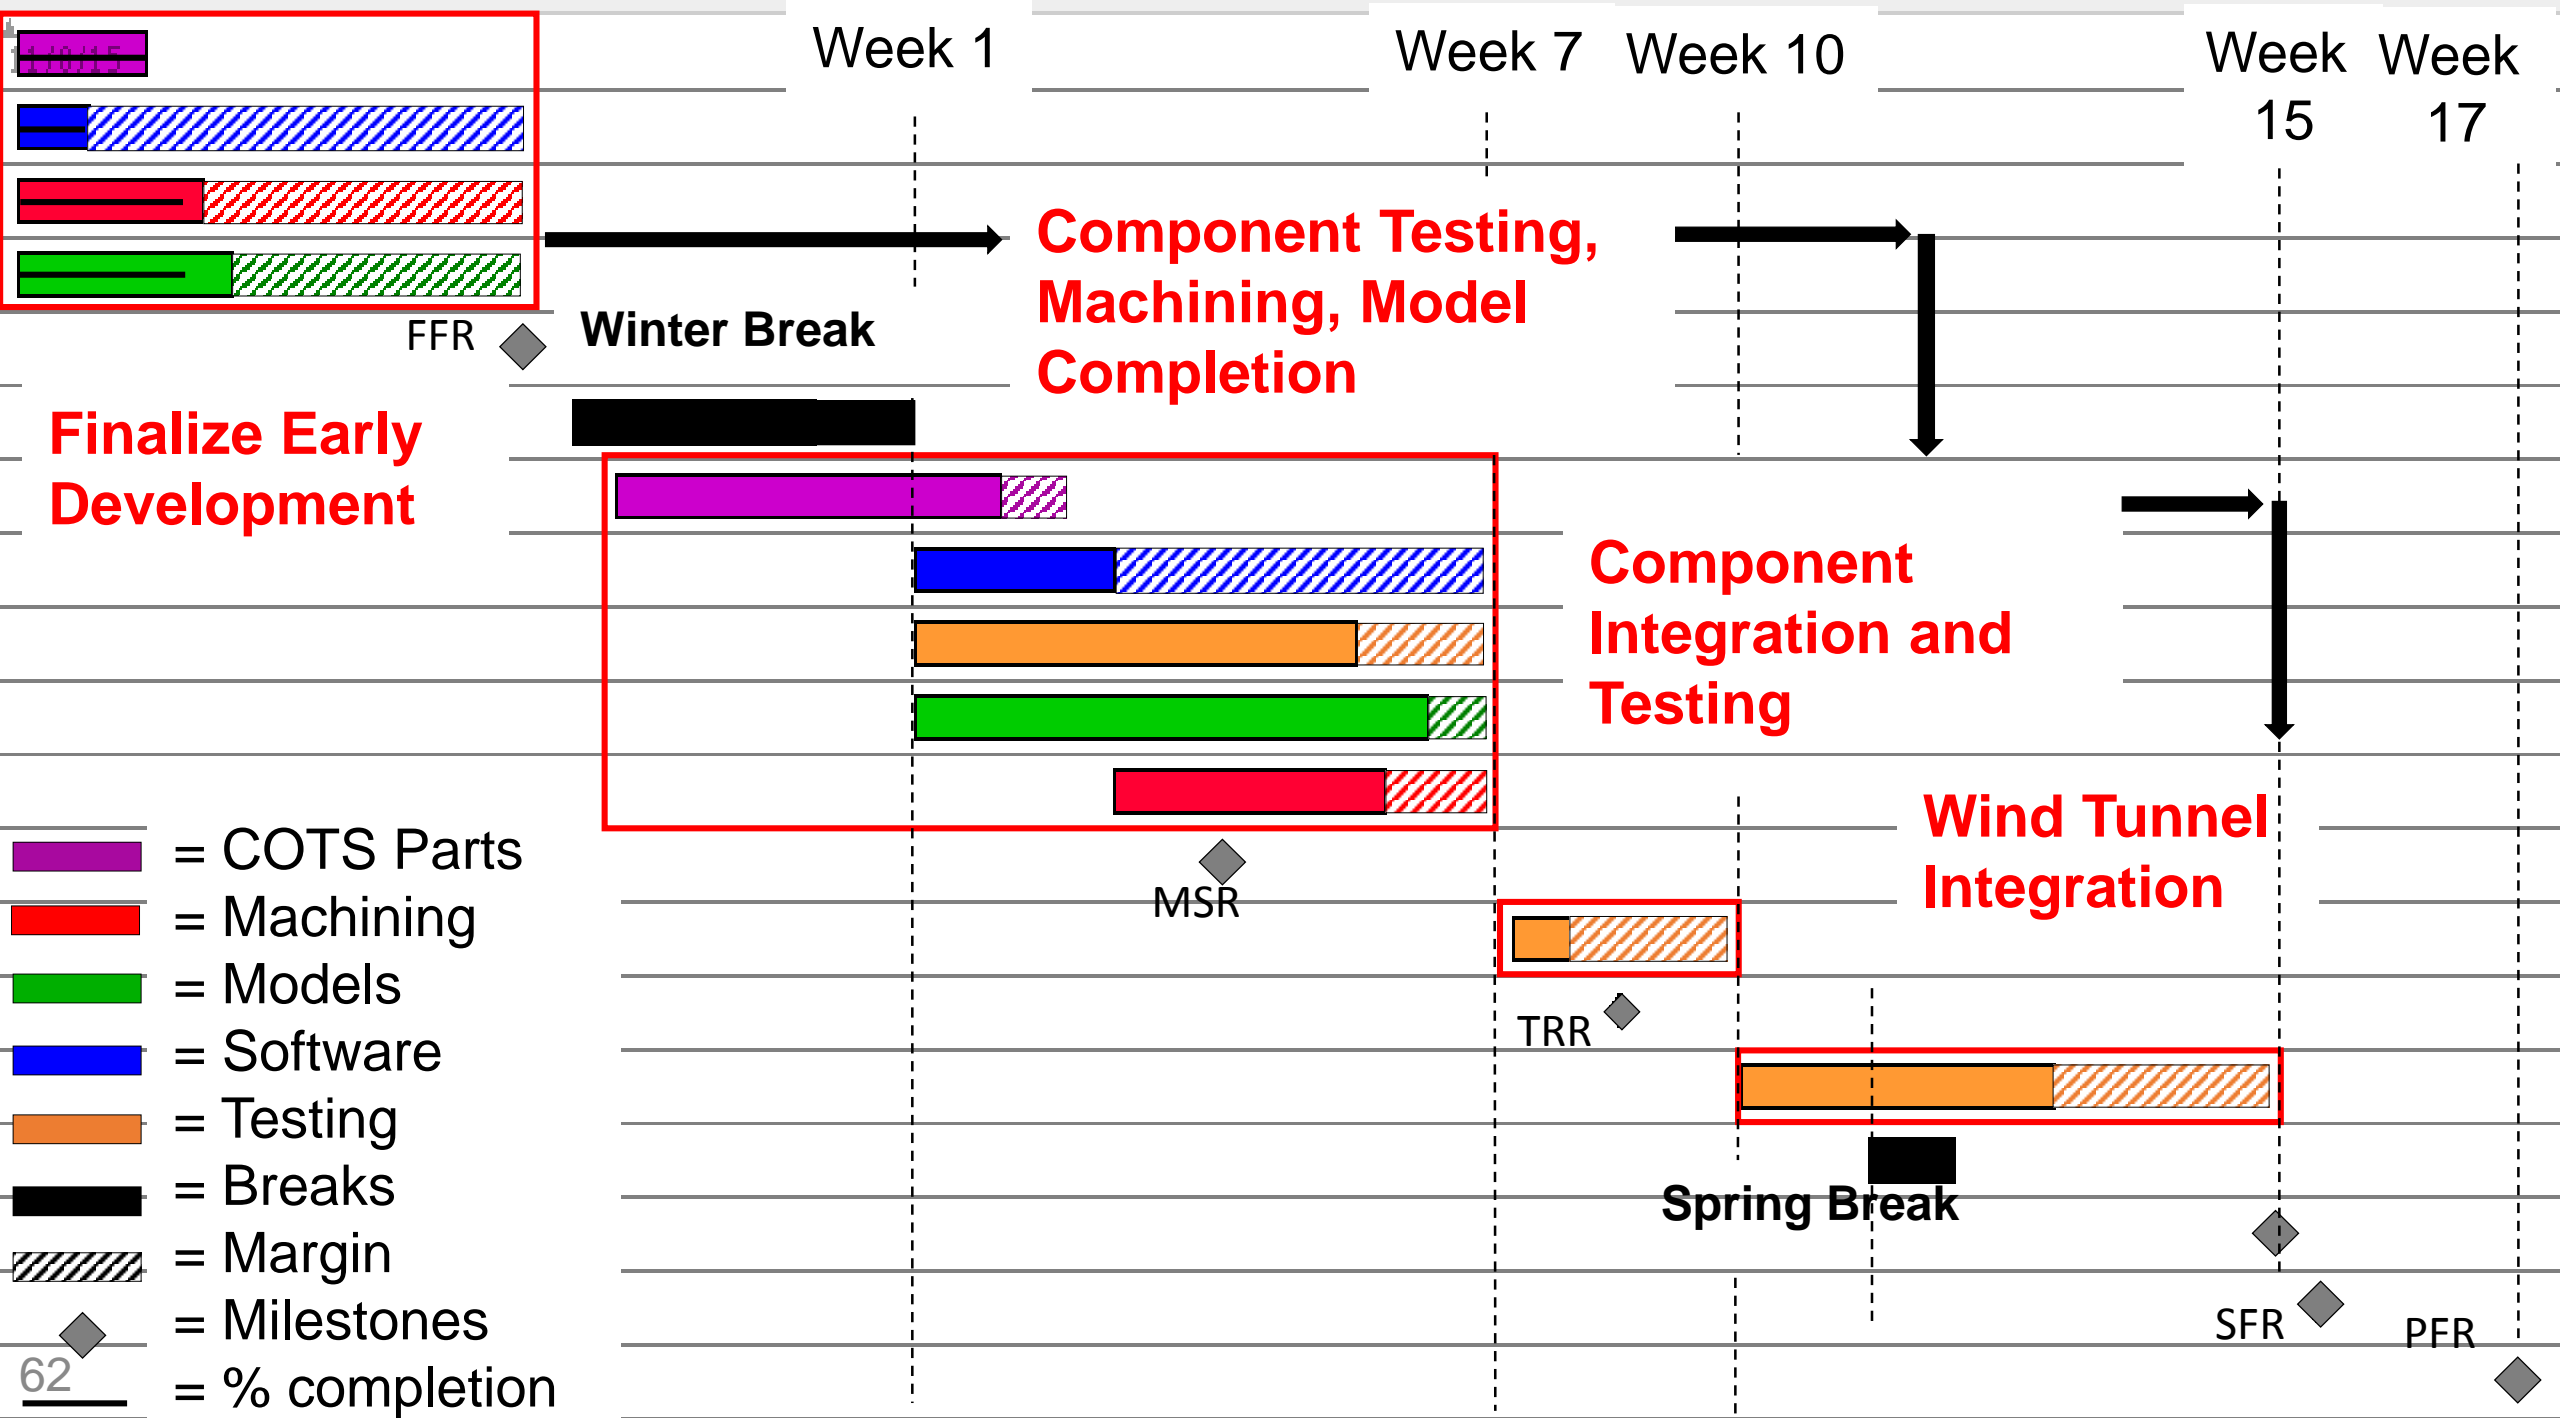 Week 1
Week 7
Week 10
Week
15
Week
17
Component Testing,
Machining, Model
Completion
FFR
Winter Break
Finalize Early
Development
Component
Integration and
Testing
Wind Tunnel
Integration
MSR
TRR
Spring Break
SFR
PFR
= COTS Parts
= Machining
= Models
= Software
= Testing
= Breaks
= Margin
= Milestones
= % completion
62